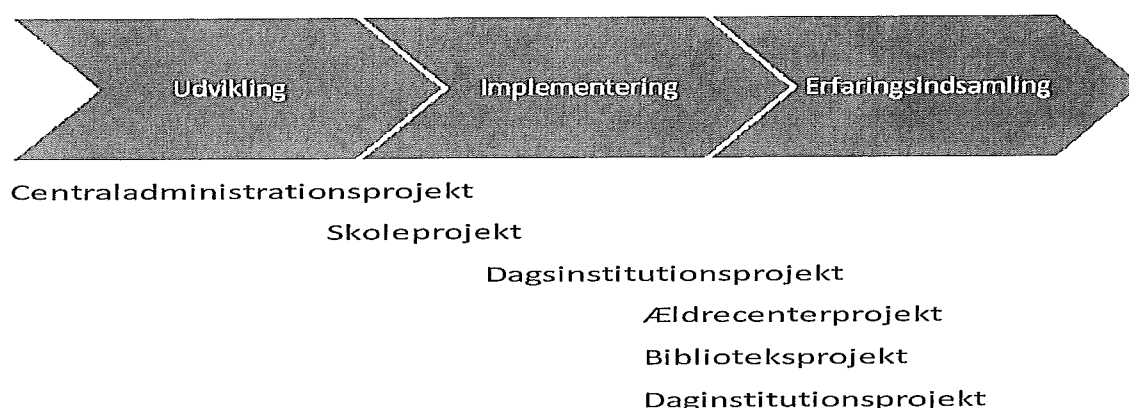 Udvikling Implementering Erfaringsindsamling
Centraladministrationsprojekt
Skoleprojekt
Dagsinstitutionsprojekt
Ældrecenterprojekt
Biblioteksprojekt
Daginstitutionsprojekt